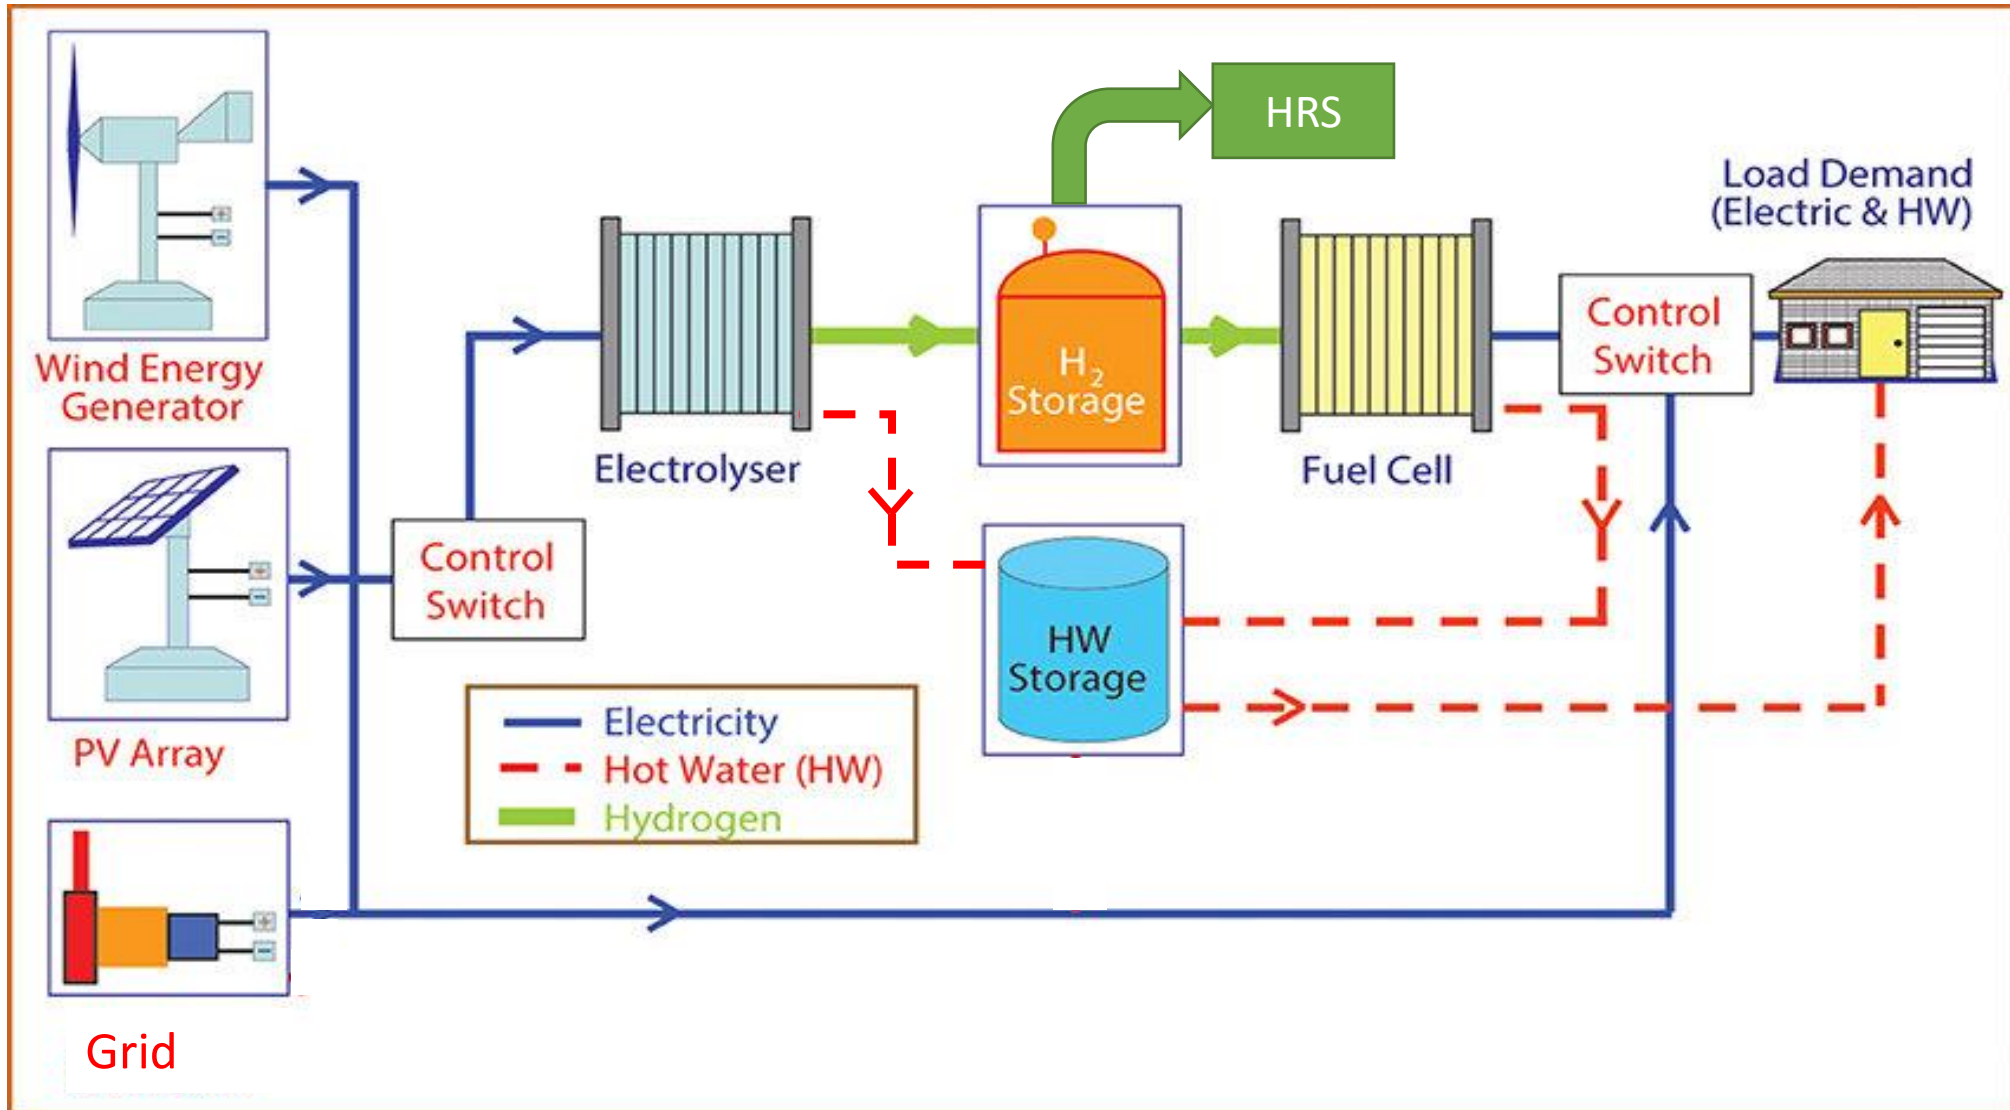 HRS
Load Demand
(Electric & HW)
Wind Energy
Generator
+
−
Control
Switch
H2
Storage
Electrolyser
Fuel Cell
Control
Switch
+
−
HW
Storage
PV Array
Electricity
Hot Water (HW)
Hydrogen
+
−
Grid